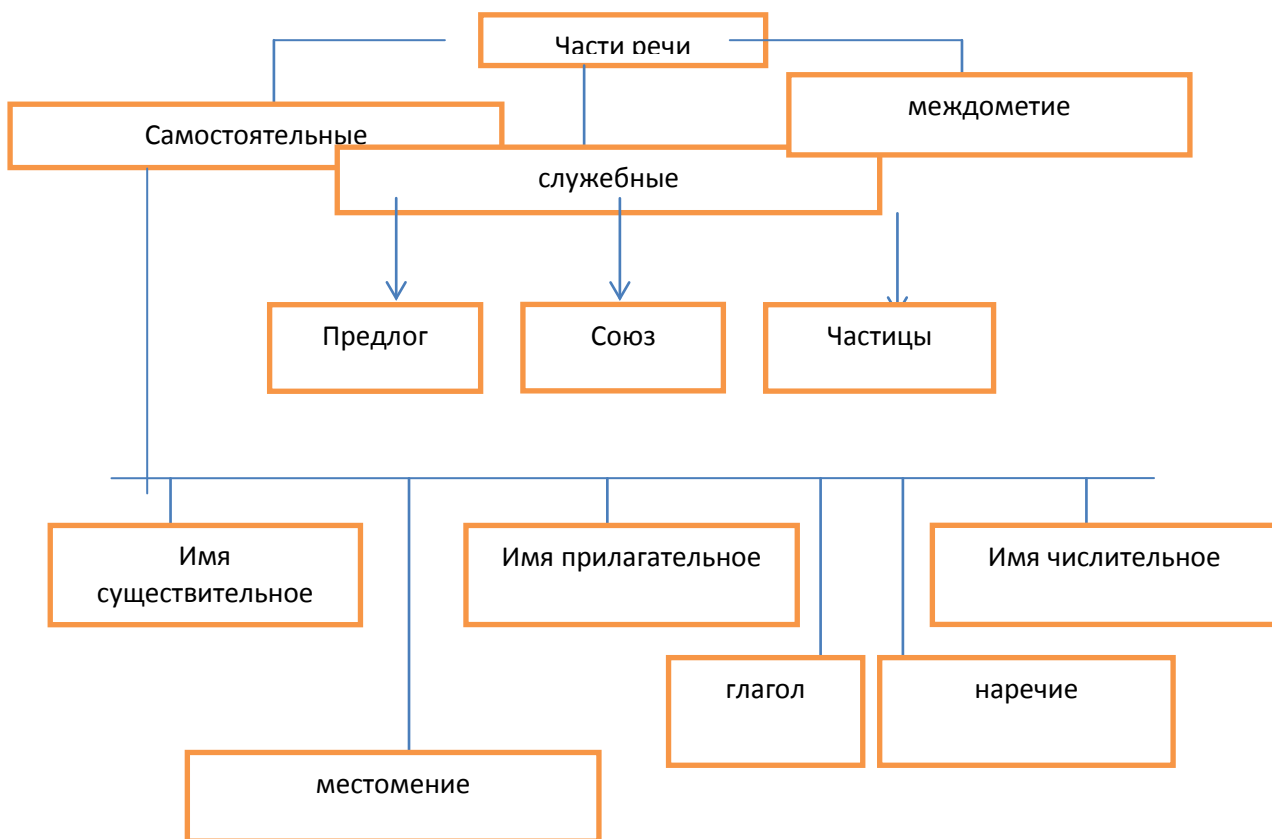 Части речи
междометие
Самостоятельные
служебные
Предлог
Союз
Частицы
Имя
существительное
Имя прилагательное
Имя числительное
глагол
наречие
местомение